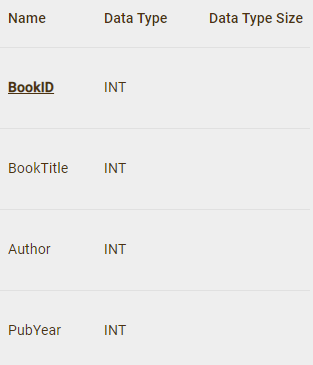 Name Data Type Data Type Size
BookID INT
BookTitle INT
Author INT
PubYear INT